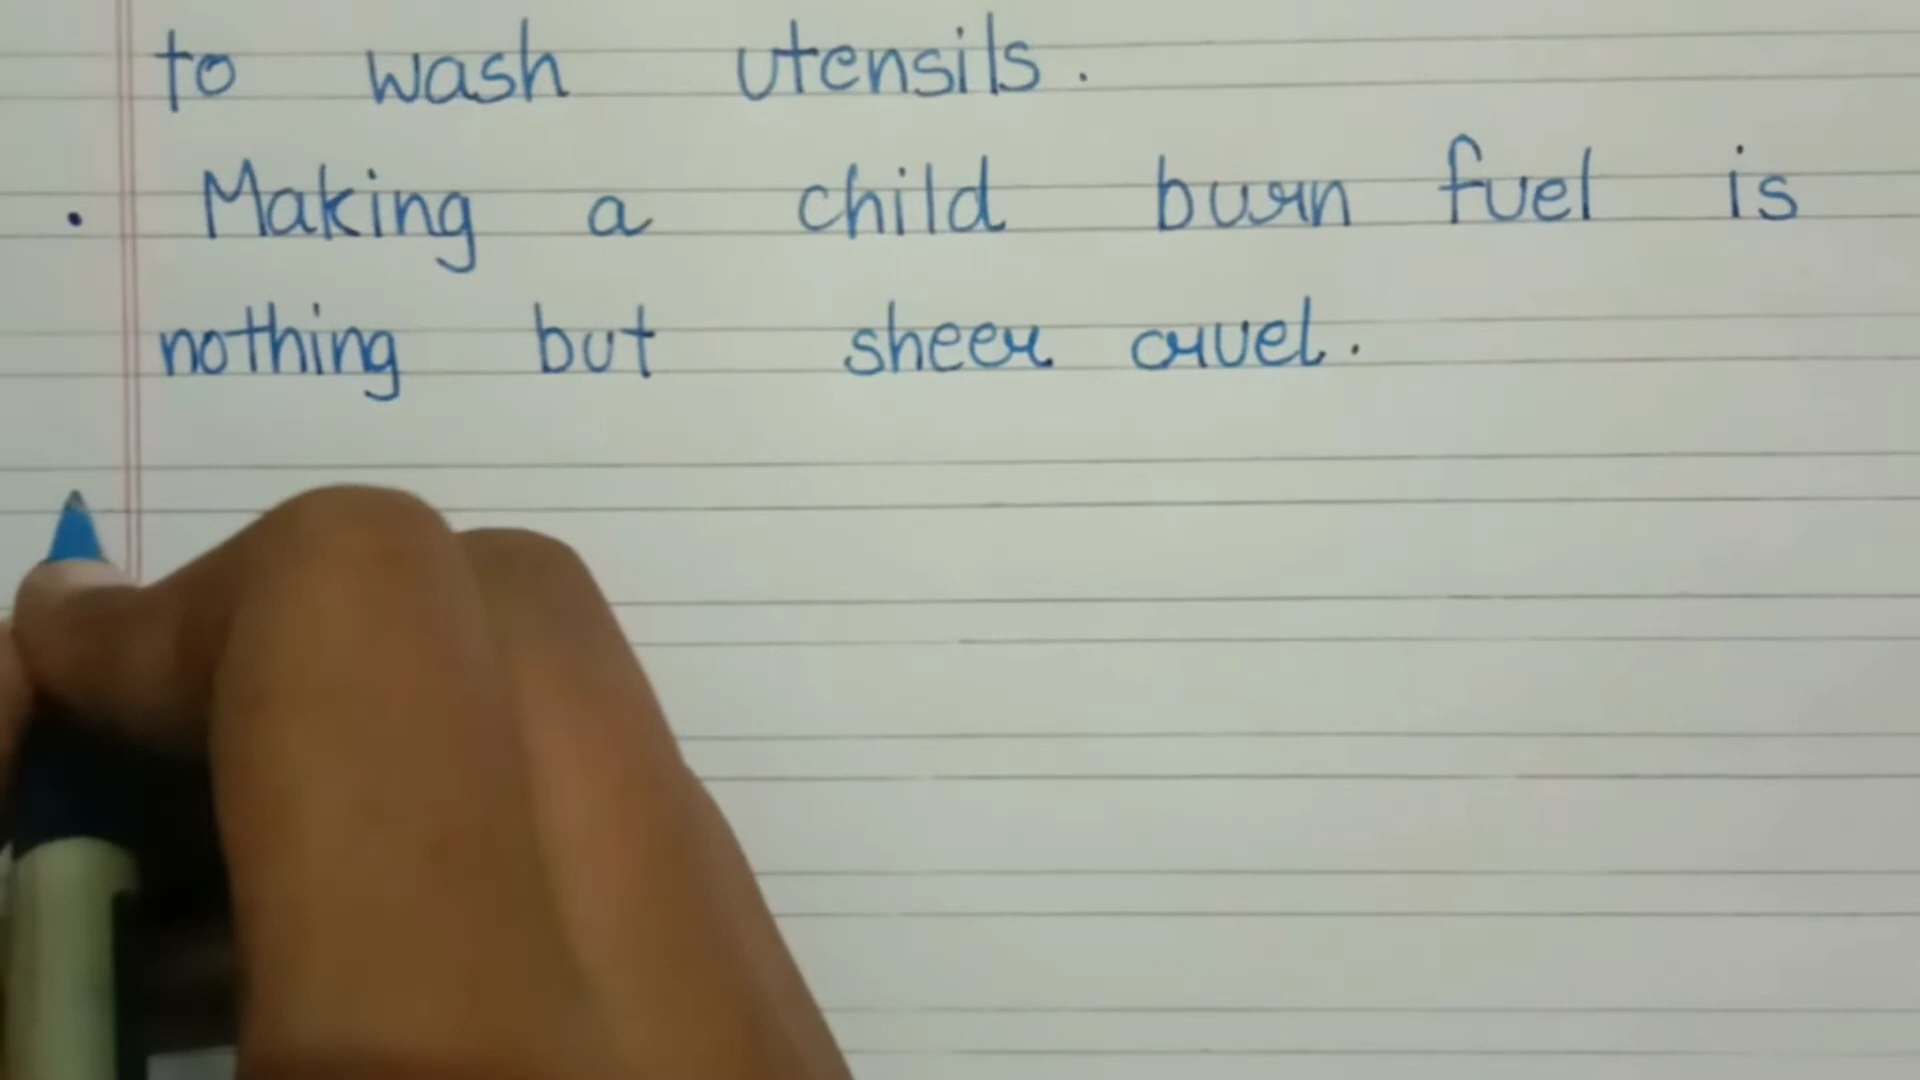 to wash utensils.
. Making a child burn fuel is
nothing but sheer cruel.